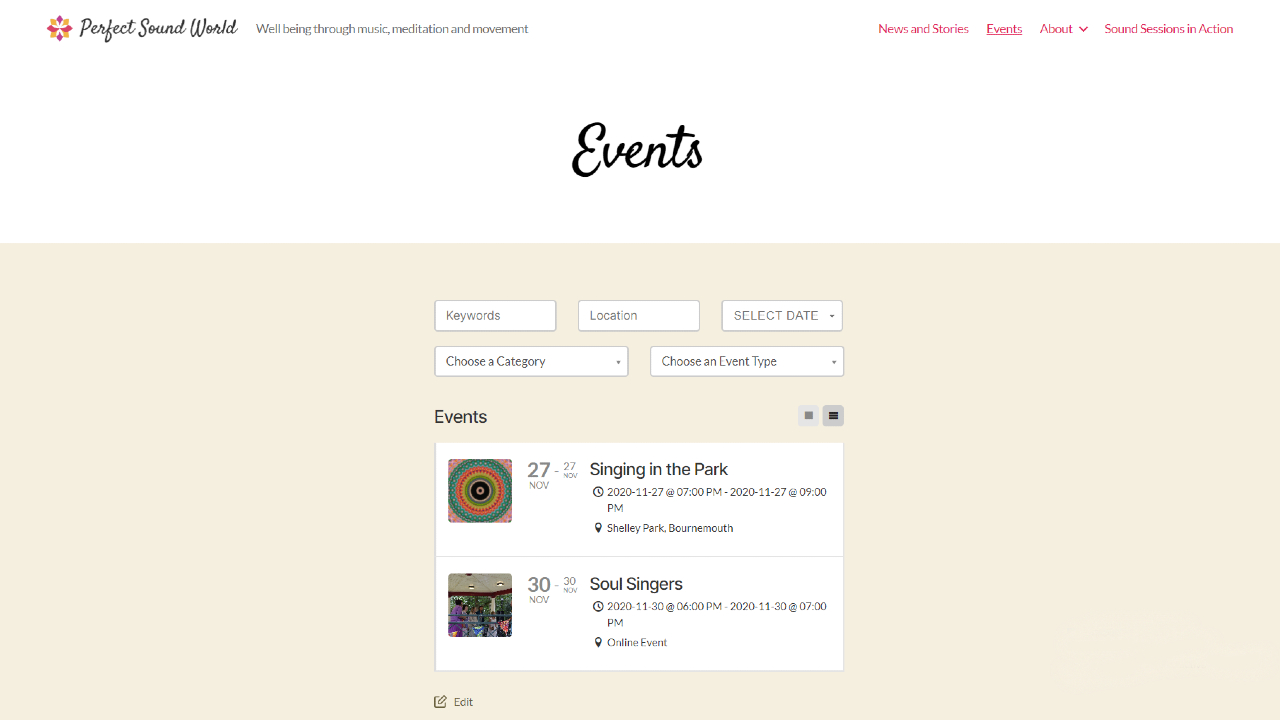 Perfect Sound World
Well being through music, meditation and movement
News and Stories
Events
About
Sound Sessions in Action
Events
Keywords
Location
SELECT DATE
Choose a Category
Choose an Event Type
Events
27 - 27
NOV NOV
Singing in the Park
2020-11-27 @ 07:00 PM - 2020-11-27 @ 09:00
PM
Shelley Park, Bournemouth
30 - 30
NOV NOV
Soul Singers
2020-11-30 @ 06:00 PM - 2020-11-30 @ 07:00
PM
Online Event
Edit